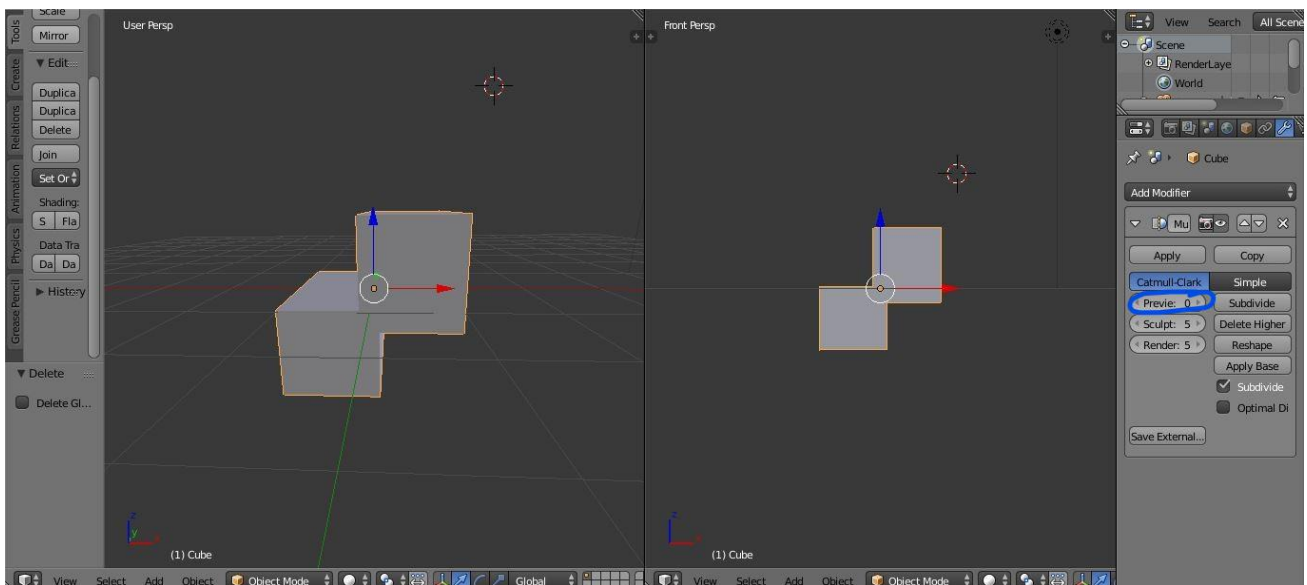 Scale
Mirror
▼ Edit
Duplica
Duplica
Delete
Join
Set Or
Shading:
S Fla
Data Tra
Da Da
▶ History
Tools
Create
Relations
Animation
Physics
Grease Pencil
▼ Delete
Delete Gl...
User Persp
z
y
x
(1) Cube
View Select Add Object Object Mode Global
Front Persp
z
x
(1) Cube
View Select Add Object Object Mode
View Search All Scene
Scene
RenderLaye
World
Cube
Add Modifier
Mu
Apply Copy
Catmull-Clark Simple
Previe: 0 Subdivide
Sculpt: 5 Delete Higher
Render: 5 Reshape
Apply Base
Subdivide
Optimal Di
Save External...